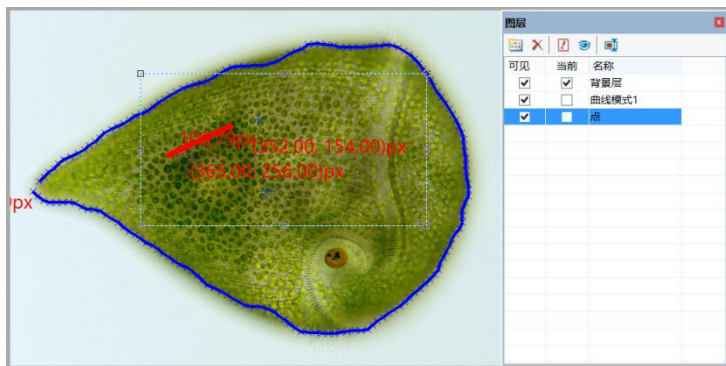 图层
可见 当前 名称
背景层
曲线模式1
点
(352.00, 154.00)px
(365.00, 256.00)px
px